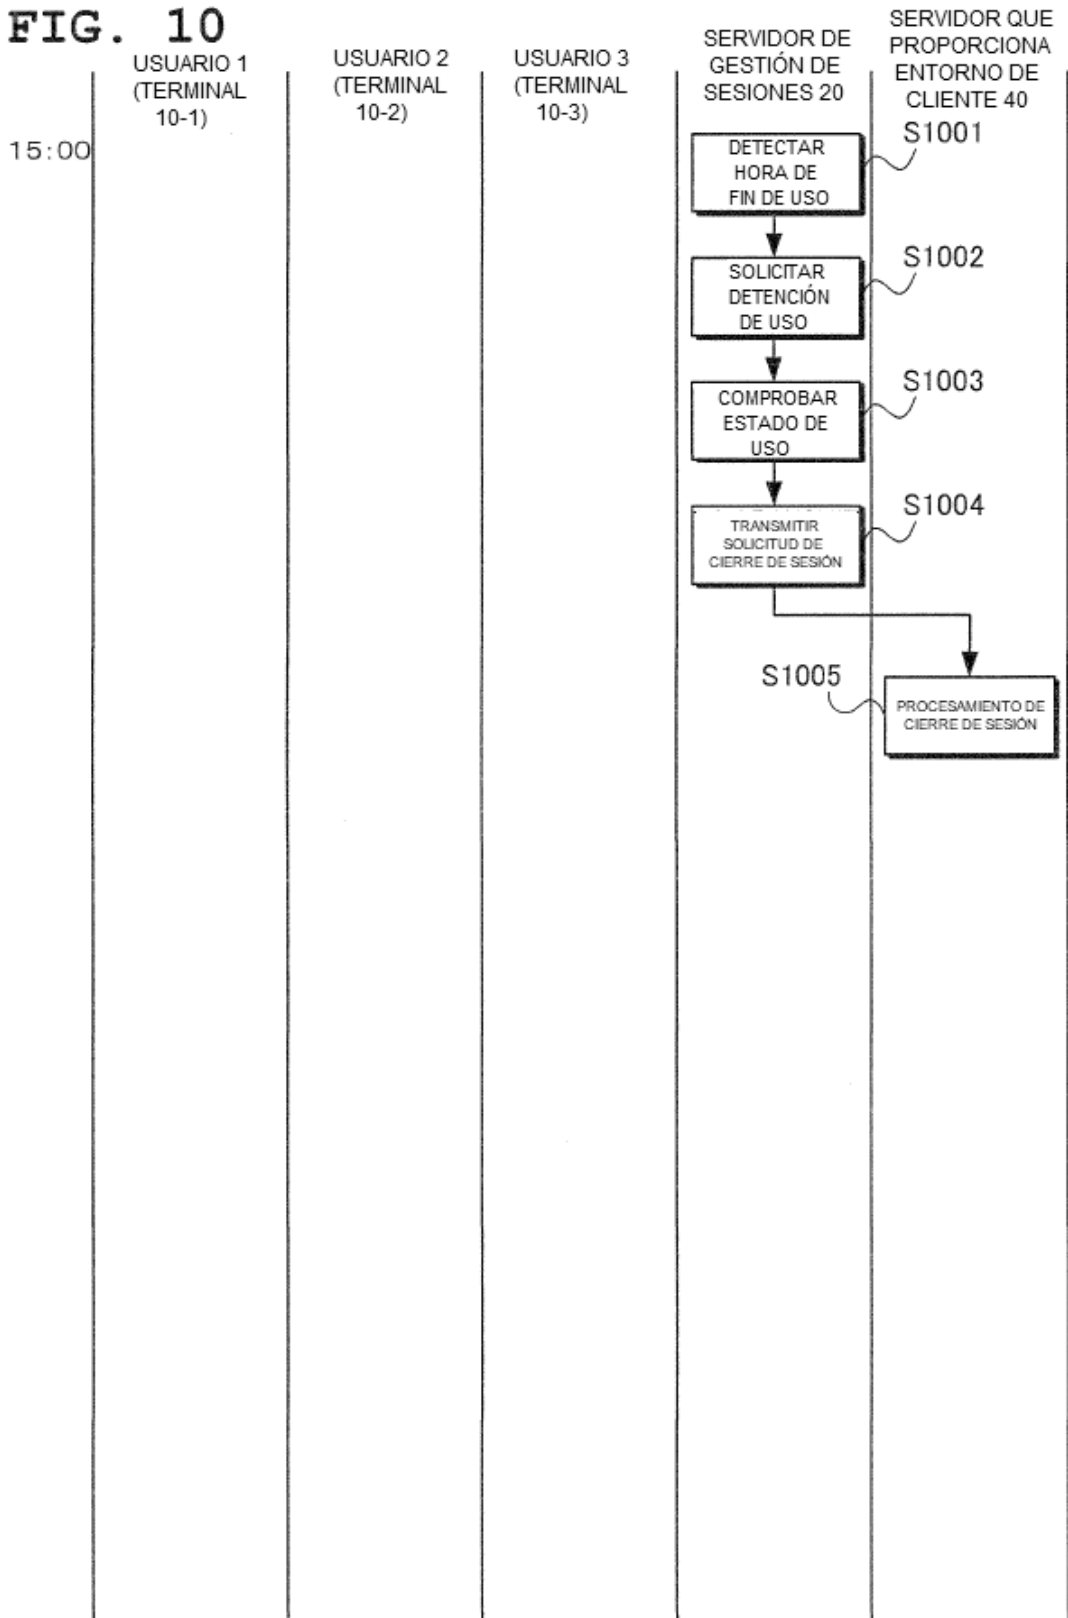 FIG. 10
USUARIO 1
(TERMINAL
10-1)
USUARIO 2
(TERMINAL
10-2)
USUARIO 3
(TERMINAL
10-3)
SERVIDOR DE
GESTIÓN DE
SESIONES 20
SERVIDOR QUE
PROPORCIONA
ENTORNO DE
CLIENTE 40
15:00
DETECTAR
HORA DE
FIN DE USO
S1001
SOLICITAR
DETENCIÓN
DE USO
S1002
COMPROBAR
ESTADO DE
USO
S1003
TRANSMITIR
SOLICITUD DE
CIERRE DE SESIÓN
S1004
S1005
PROCESAMIENTO DE
CIERRE DE SESIÓN